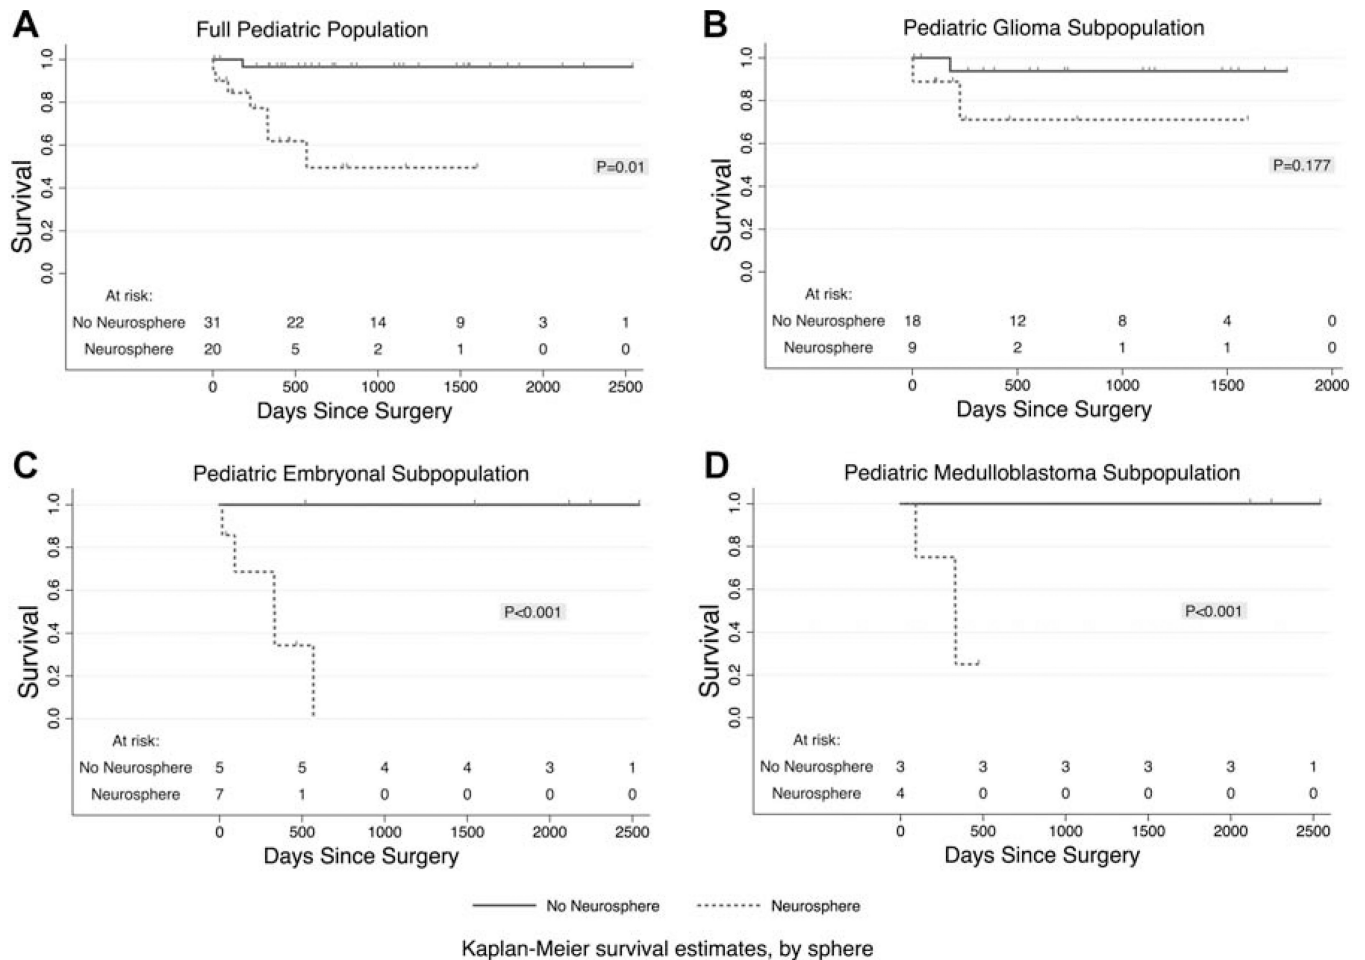 A
Full Pediatric Population
Survival
1.0
0.8
0.6
0.4
0.2
0.0
P=0.01
At risk:
No Neurosphere 31 22 14 9 3 1
Neurosphere 20 5 2 1 0 0
0 500 1000 1500 2000 2500
Days Since Surgery
B
Pediatric Glioma Subpopulation
Survival
1.0
0.8
0.6
0.4
0.2
0.0
P=0.177
At risk:
No Neurosphere 18 12 8 4 0
Neurosphere 9 2 1 1 0
0 500 1000 1500 2000
Days Since Surgery
C
Pediatric Embryonal Subpopulation
Survival
1.0
0.8
0.6
0.4
0.2
0.0
P<0.001
At risk:
No Neurosphere 5 5 4 4 3 1
Neurosphere 7 1 0 0 0 0
0 500 1000 1500 2000 2500
Days Since Surgery
D
Pediatric Medulloblastoma Subpopulation
Survival
1.0
0.8
0.6
0.4
0.2
0.0
P<0.001
At risk:
No Neurosphere 3 3 3 3 3 1
Neurosphere 4 0 0 0 0 0
0 500 1000 1500 2000 2500
Days Since Surgery
No Neurosphere Neurosphere
Kaplan-Meier survival estimates, by sphere